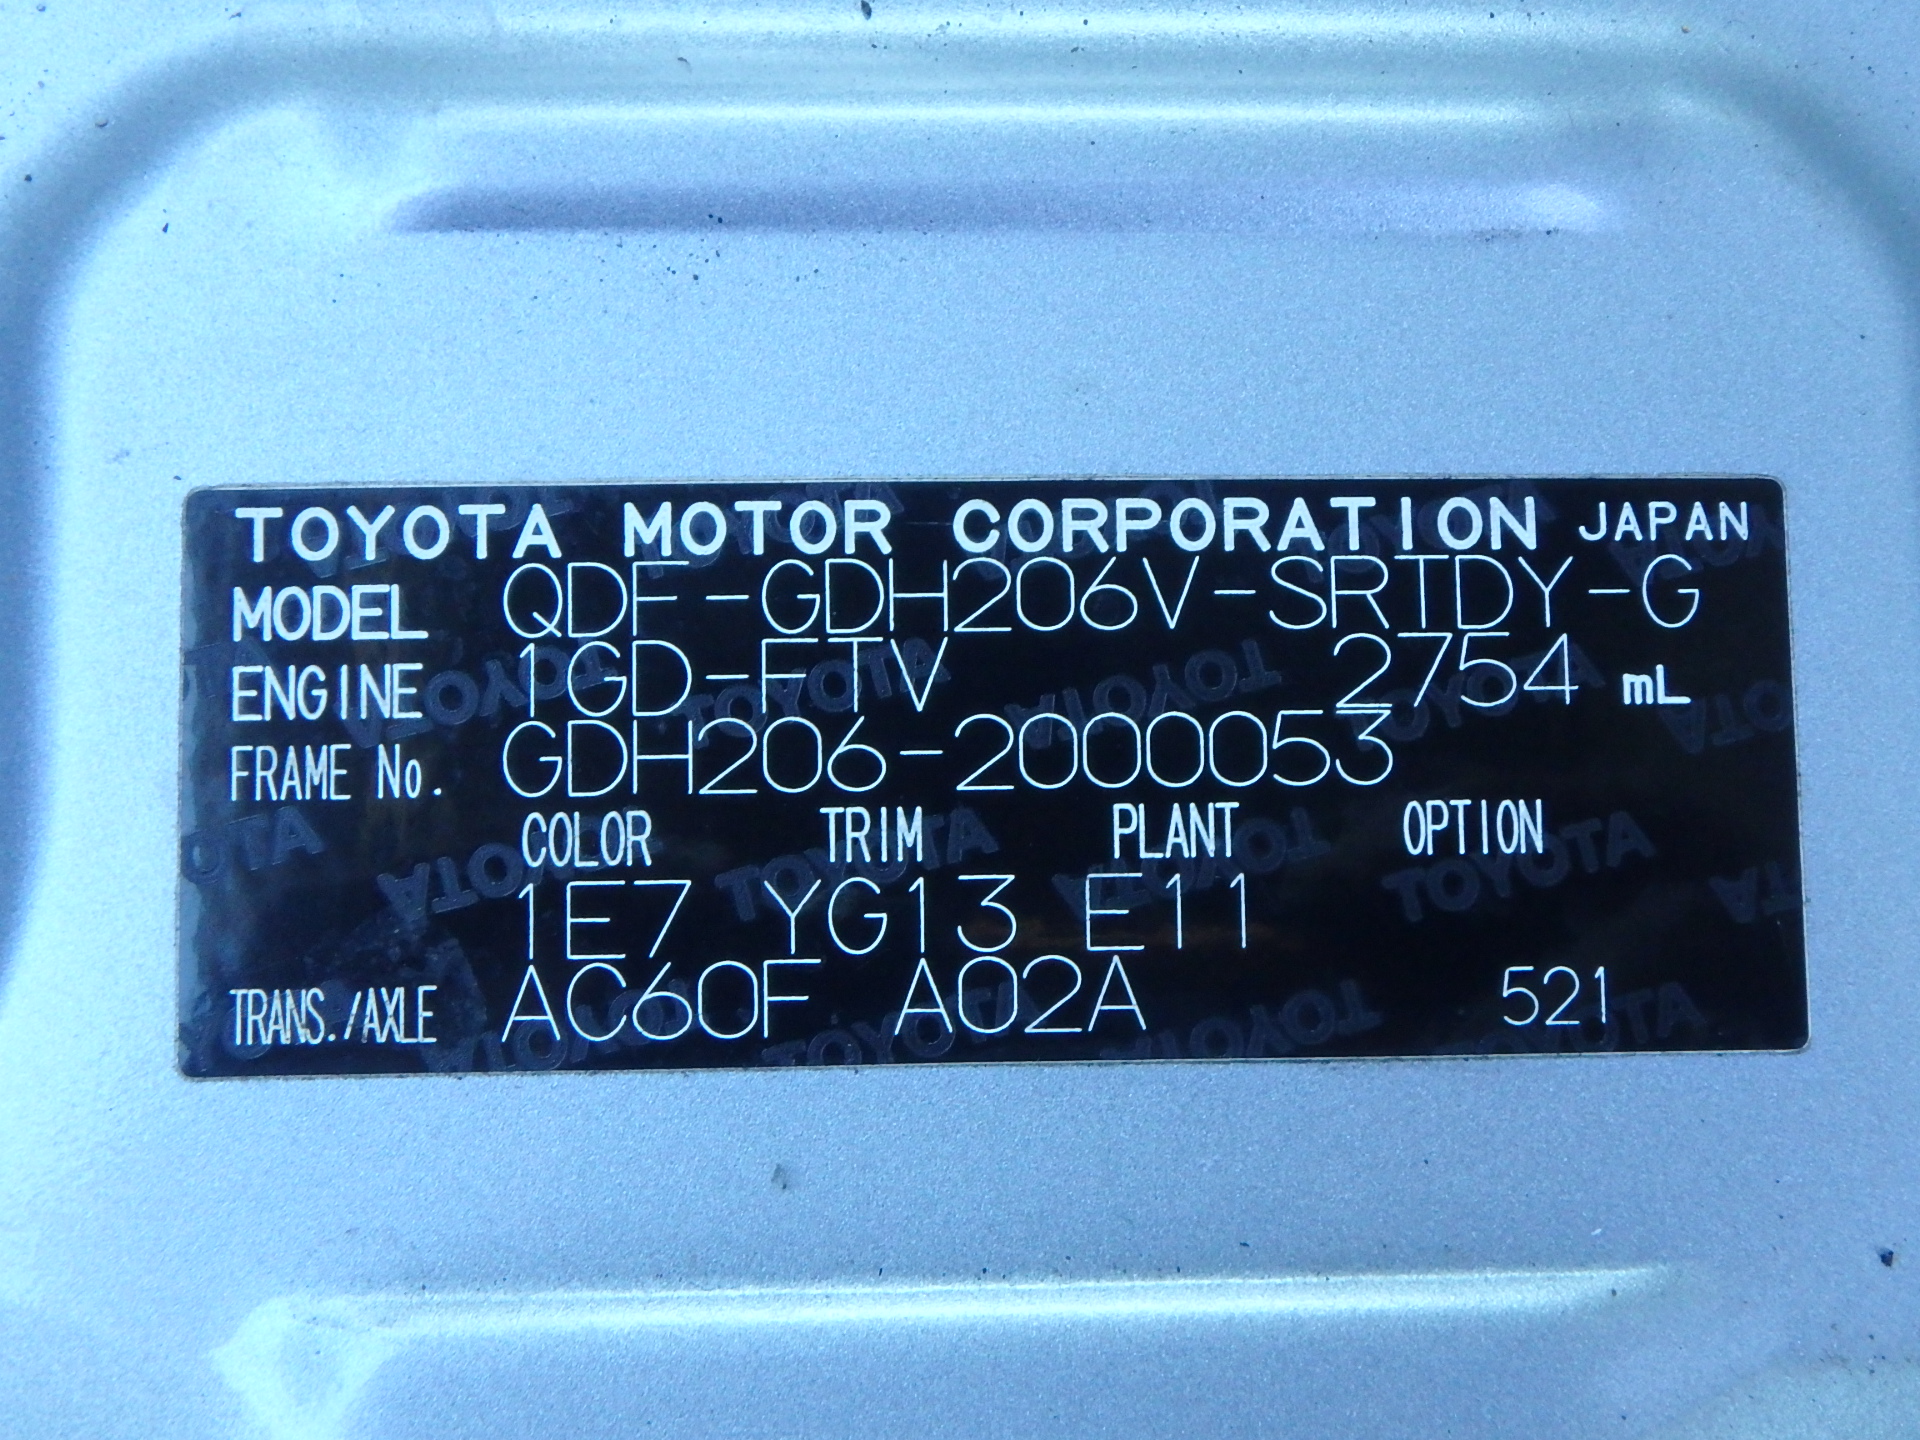 TOYOTA MOTOR CORPORATION JAPAN
MODEL QDF-GDH206V-SRTDY-G
ENGINE 1GD-FTV 2754 mL
FRAME No. GDH206-2000053
COLOR TRIM PLANT OPTION
1E7 YG13 E11
TRANS./AXLE AC60F A02A 521